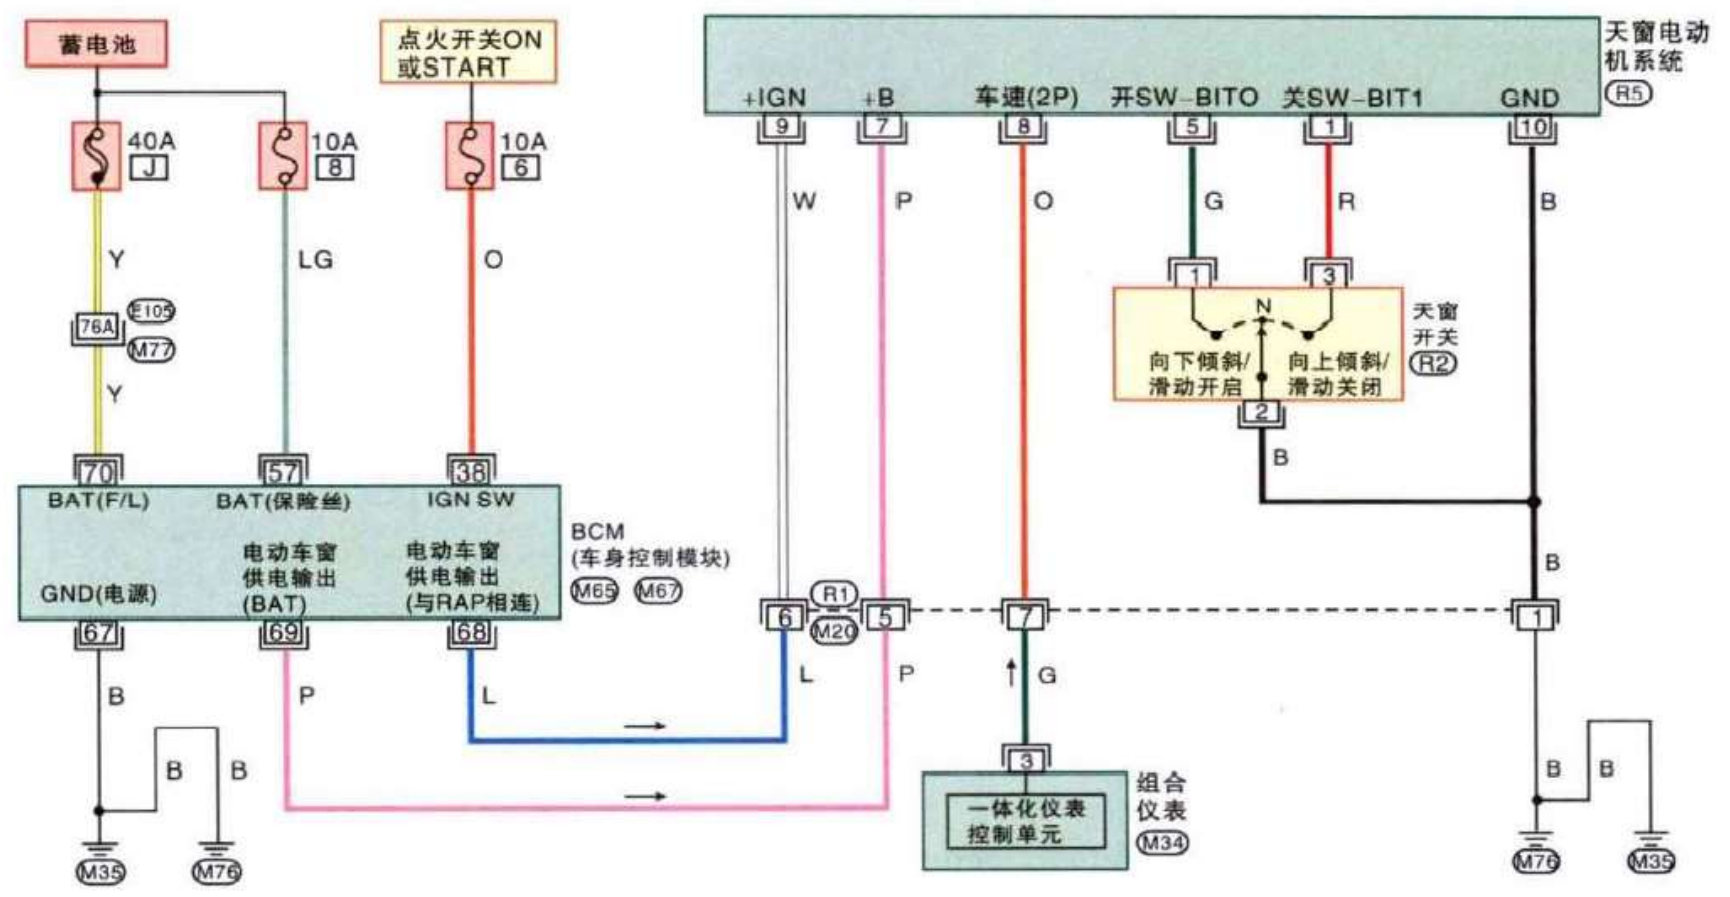 蓄电池
点火开关ON
或START
40A
J
10A
8
10A
6
Y
LG
O
76A
E105
M77
Y
70
57
38
BAT(F/L)
BAT(保险丝)
IGN SW
电动车窗
供电输出
(BAT)
电动车窗
供电输出
(与RAP相连)
GND(电源)
BCM
(车身控制模块)
M65
M67
67
69
68
B
P
L
B
B
M35
M76
天窗电动
机系统
R5
+IGN
+B
车速(2P)
开SW-BITO
关SW-BIT1
GND
9
7
8
5
1
10
W
P
O
G
R
B
1
3
N
向下倾斜/
滑动开启
向上倾斜/
滑动关闭
天窗
开关
R2
2
B
B
6
R1
M20
5
7
1
L
P
G
3
一体化仪表
控制单元
组合
仪表
M34
B
B
M76
M35